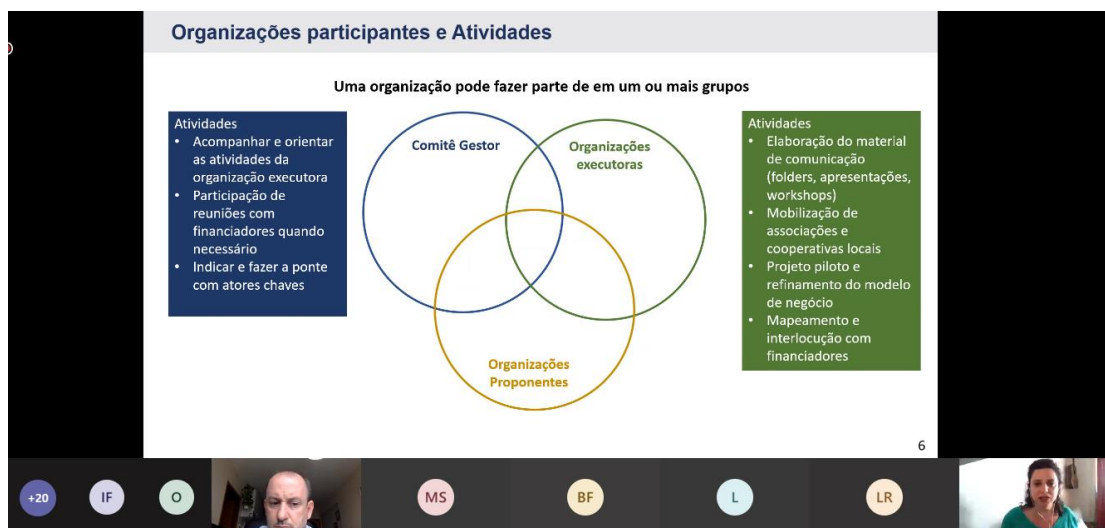 Organizações participantes e Atividades
Uma organização pode fazer parte de em um ou mais grupos
Atividades
• Acompanhar e orientar
as atividades da
organização executora
• Participação de
reuniões com
financiadores quando
necessário
• Indicar e fazer a ponte
com atores chaves
Comitê Gestor
Organizações
executoras
Organizações
Proponentes
Atividades
• Elaboração do material
de comunicação
(folders, apresentações,
workshops)
• Mobilização de
associações e
cooperativas locais
• Projeto piloto e
refinamento do modelo
de negócio
• Mapeamento e
interlocução com
financiadores
6
+20
IF
O
MS
BF
L
LR